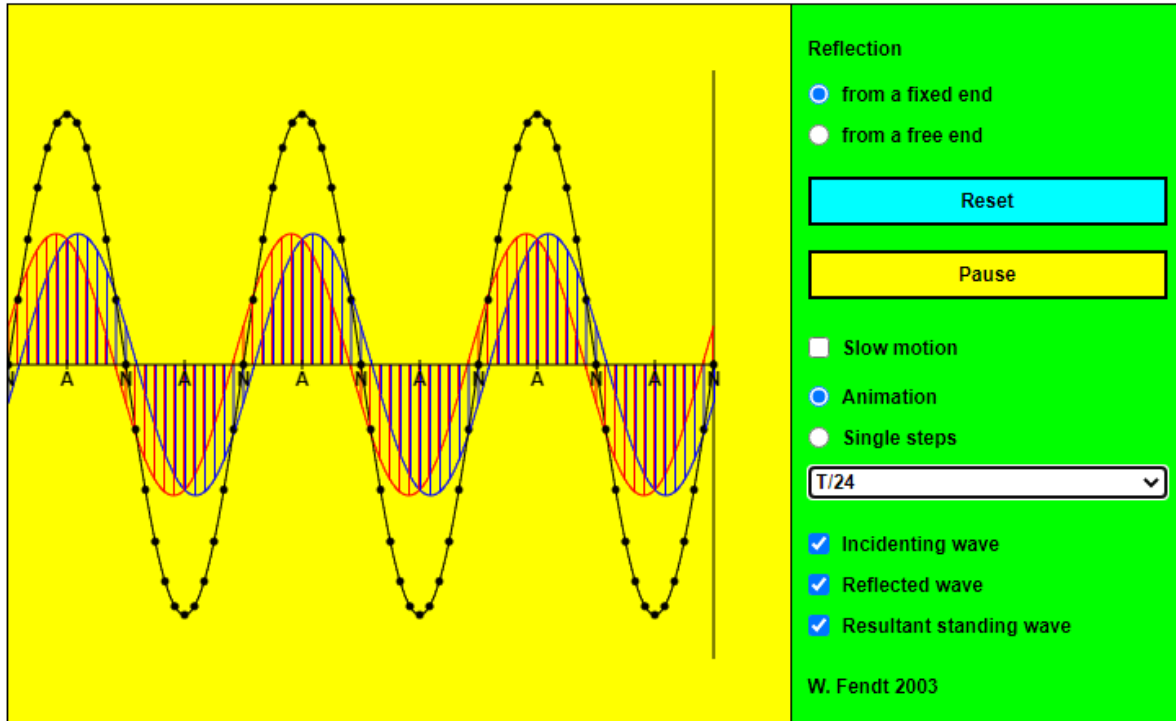 Reflection
from a fixed end
from a free end
Reset
Pause
Slow motion
Animation
Single steps
T/24
Incidenting wave
Reflected wave
Resultant standing wave
W. Fendt 2003
N A N A N A N A N A N A N